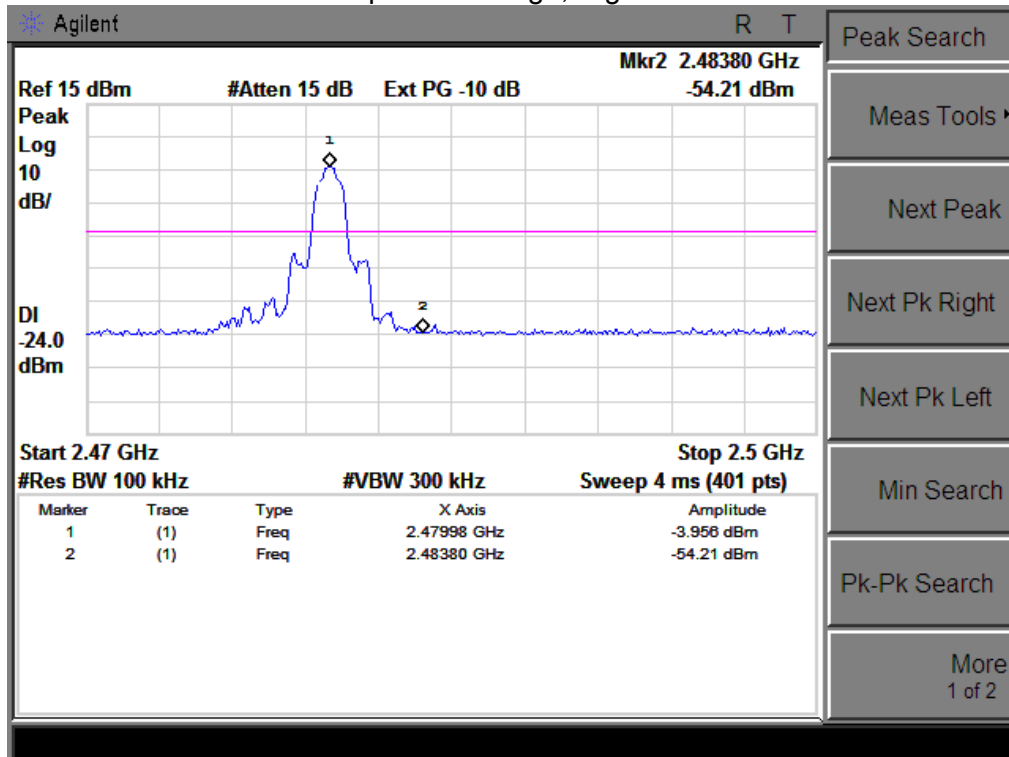 Agilent R T
Mkr2 2.48380 GHz
Ref 15 dBm #Atten 15 dB Ext PG -10 dB -54.21 dBm
Peak
Log
10
dB/
1
2
DI
-24.0
dBm
Start 2.47 GHz Stop 2.5 GHz
#Res BW 100 kHz #VBW 300 kHz Sweep 4 ms (401 pts)
Marker Trace Type X Axis Amplitude
1 (1) Freq 2.47998 GHz -3.956 dBm
2 (1) Freq 2.48380 GHz -54.21 dBm
Peak Search
Meas Tools
Next Peak
Next Pk Right
Next Pk Left
Min Search
Pk-Pk Search
More
1 of 2